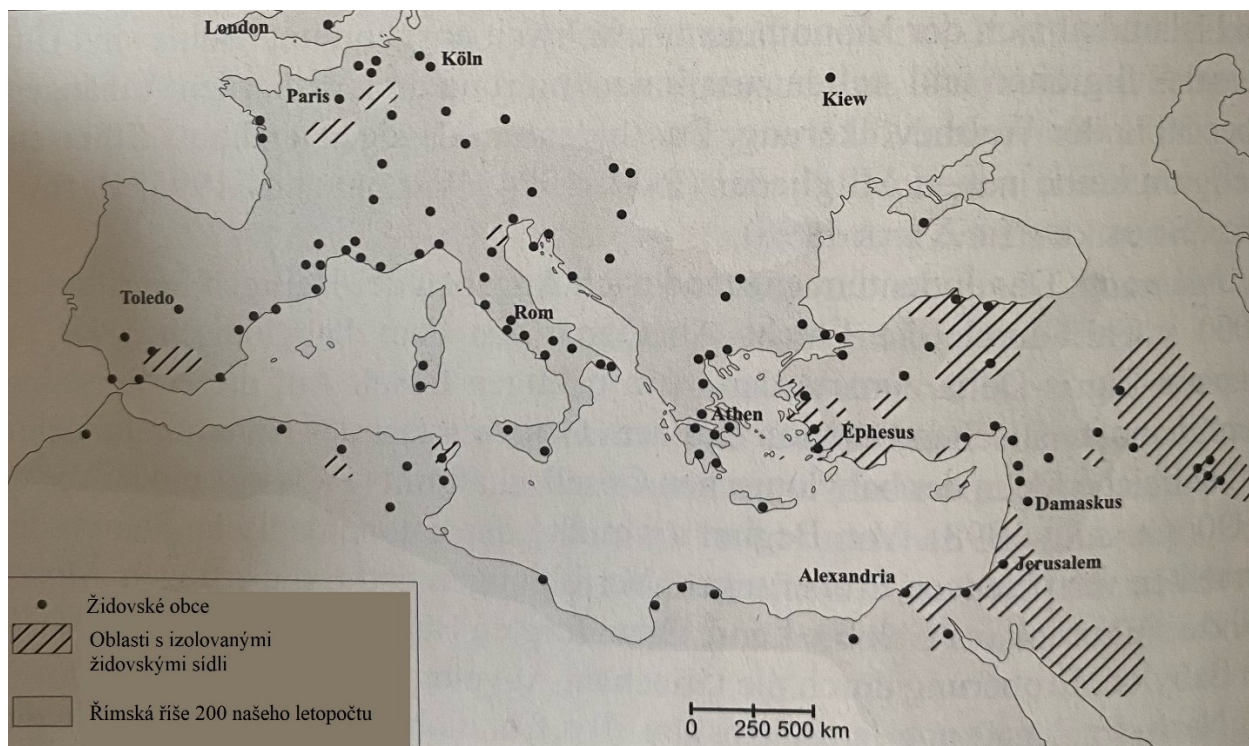 London
Köln
Paris
Kiew
Toledo
Rom
Athen
Ephesus
Damaskus
Alexandria
Jerusalem
Židovské obce
Oblasti s izolovanými
židovskými sídli
Římská říše 200 našeho letopočtu
0 250 500 km